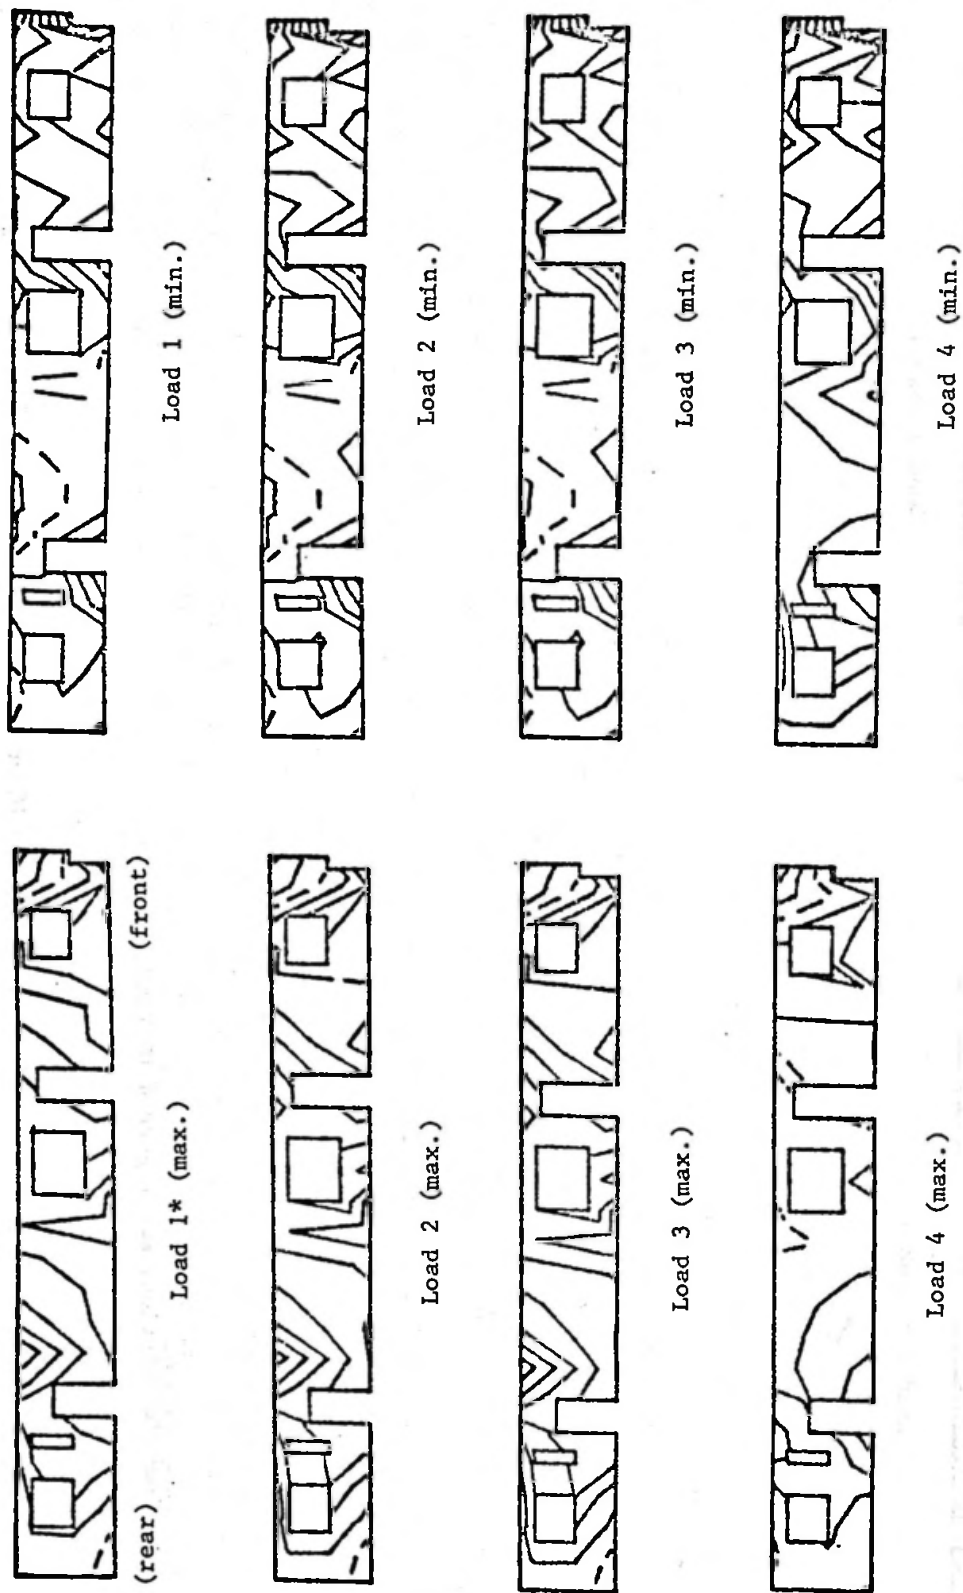 Load 1 (min.)
Load 2 (min.)
Load 3 (min.)
Load 4 (min.)
(front)
(rear)
Load 1* (max.)
Load 2 (max.)
Load 3 (max.)
Load 4 (max.)